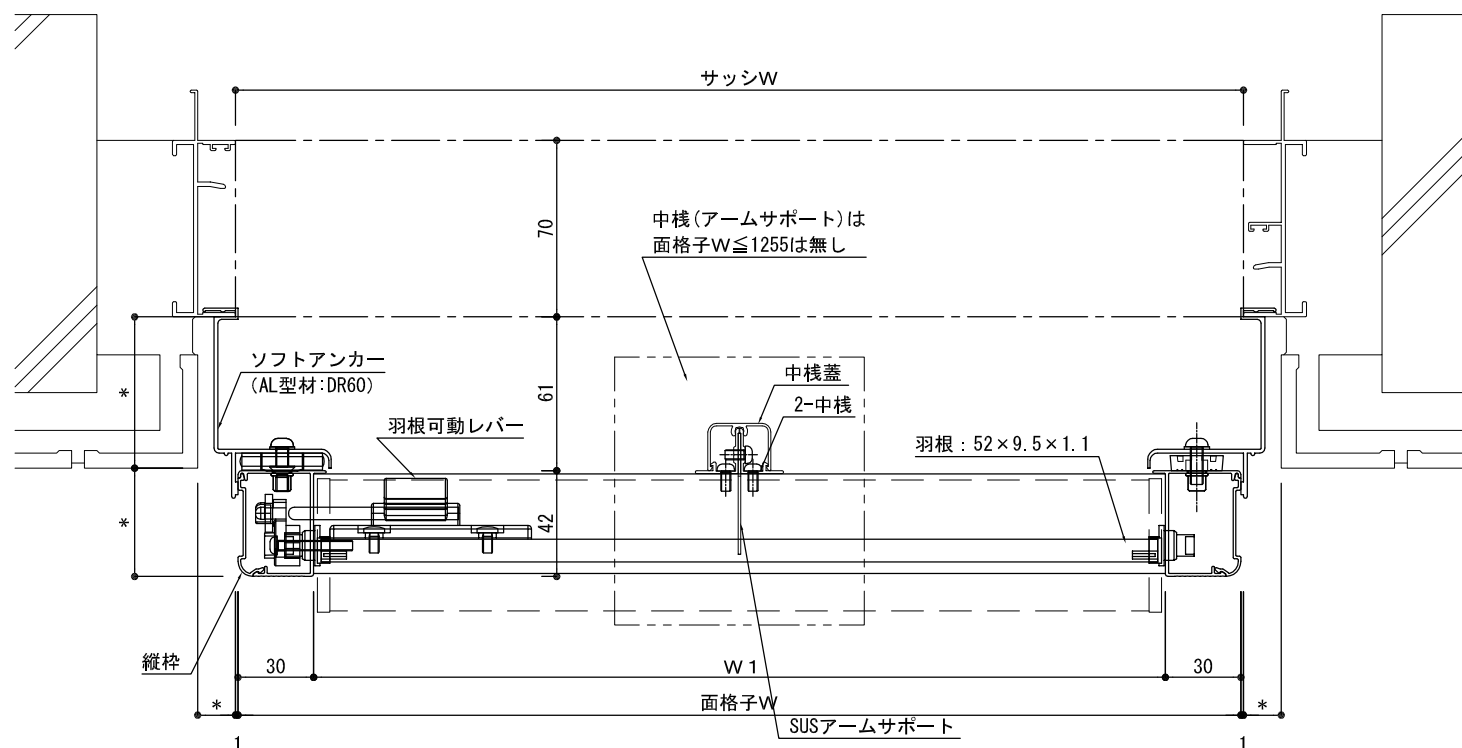 サッシW
70
中桟(アームサポート)は
面格子W≦1255は無し
ソフトアンカー
(AL型材:DR60)
*
61
中桟蓋
2-中桟
羽根可動レバー
羽根：52×9.5×1.1
*
42
縦枠
30
W1
30
*
面格子W
*
SUSアームサポート
1
1